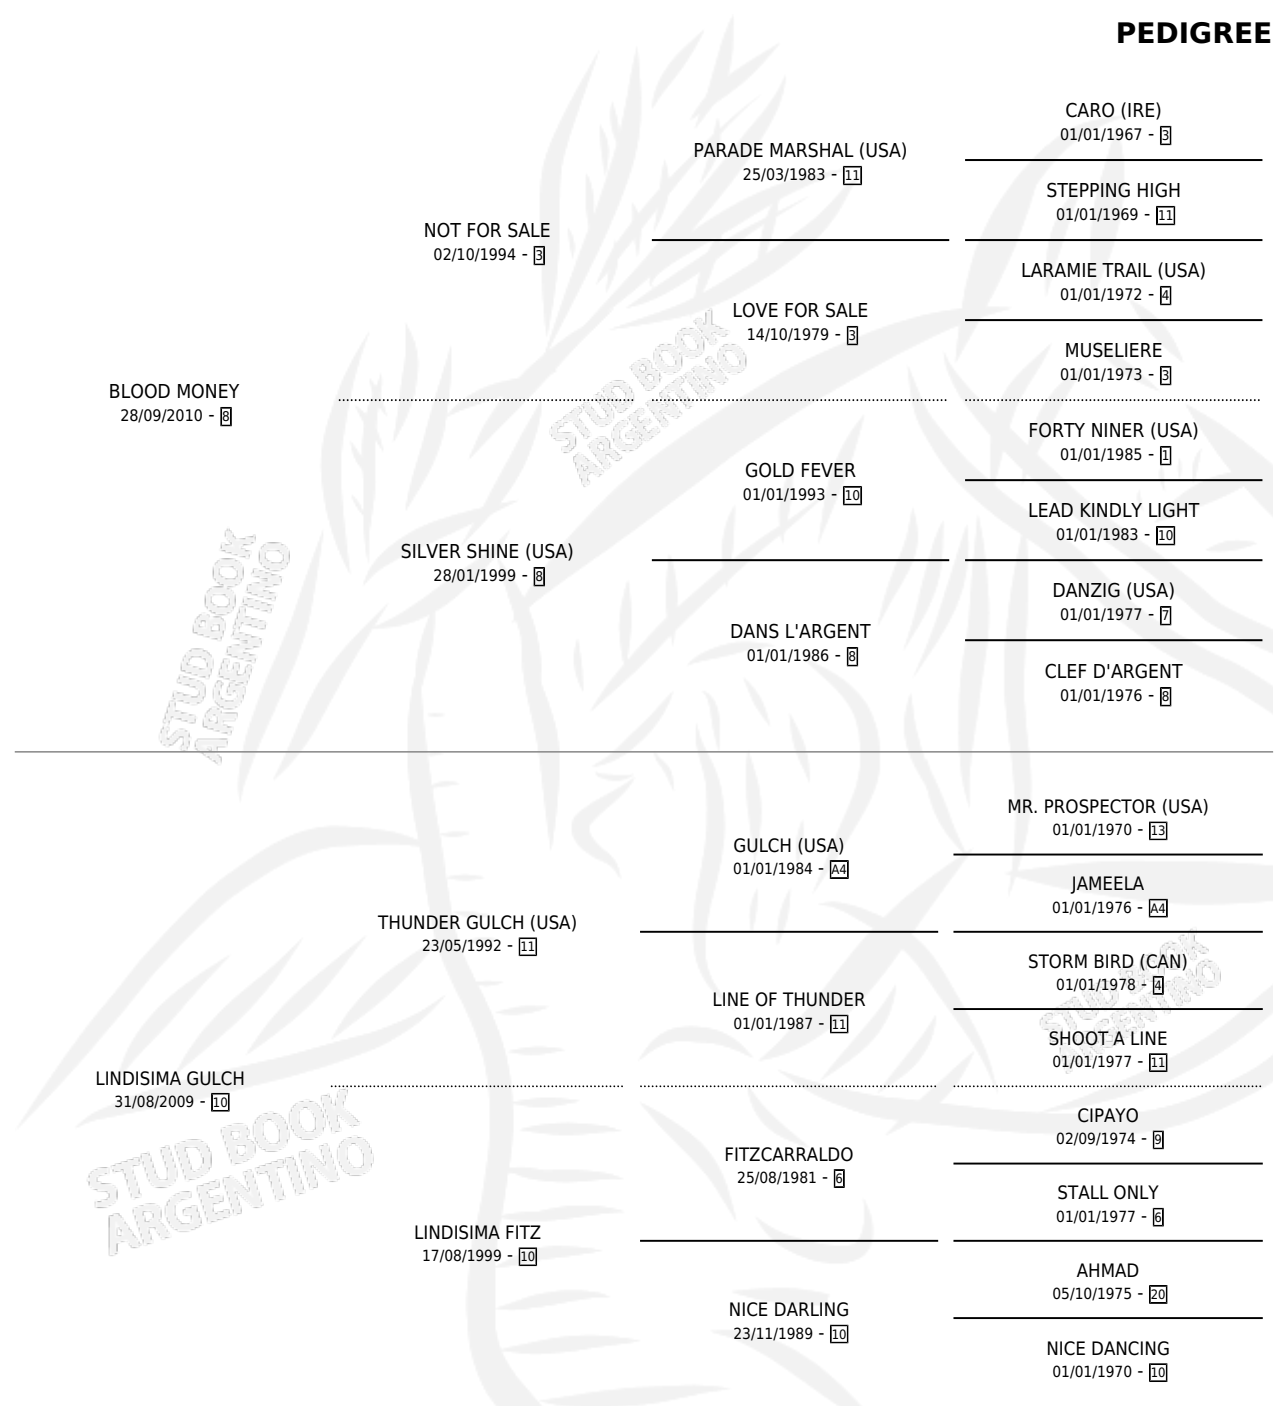 PEDIGREE
CARO (IRE)
01/01/1967 - 3
PARADE MARSHAL (USA)
25/03/1983 - 11
STEPPING HIGH
01/01/1969 - 11
NOT FOR SALE
02/10/1994 - 3
LARAMIE TRAIL (USA)
01/01/1972 - 4
LOVE FOR SALE
14/10/1979 - 3
MUSELIERE
01/01/1973 - 3
BLOOD MONEY
28/09/2010 - 8
STUD BOOK
ARGENTINO
FORTY NINER (USA)
01/01/1985 - 1
GOLD FEVER
01/01/1993 - 10
LEAD KINDLY LIGHT
01/01/1983 - 10
SILVER SHINE (USA)
28/01/1999 - 8
DANZIG (USA)
01/01/1977 - 7
DANS L'ARGENT
01/01/1986 - 8
CLEF D'ARGENT
01/01/1976 - 8
STUD BOOK
ARGENTINO
MR. PROSPECTOR (USA)
01/01/1970 - 13
GULCH (USA)
01/01/1984 - A4
JAMEELA
01/01/1976 - A4
THUNDER GULCH (USA)
23/05/1992 - 11
STORM BIRD (CAN)
01/01/1978 - 4
LINE OF THUNDER
01/01/1987 - 11
SHOOT A LINE
01/01/1977 - 11
STUD BOOK
ARGENTINO
LINDISIMA GULCH
31/08/2009 - 10
CIPAYO
02/09/1974 - 9
FITZCARRALDO
25/08/1981 - 6
STALL ONLY
01/01/1977 - 6
STUD BOOK
ARGENTINO
LINDISIMA FITZ
17/08/1999 - 10
AHMAD
05/10/1975 - 20
NICE DARLING
23/11/1989 - 10
NICE DANCING
01/01/1970 - 10